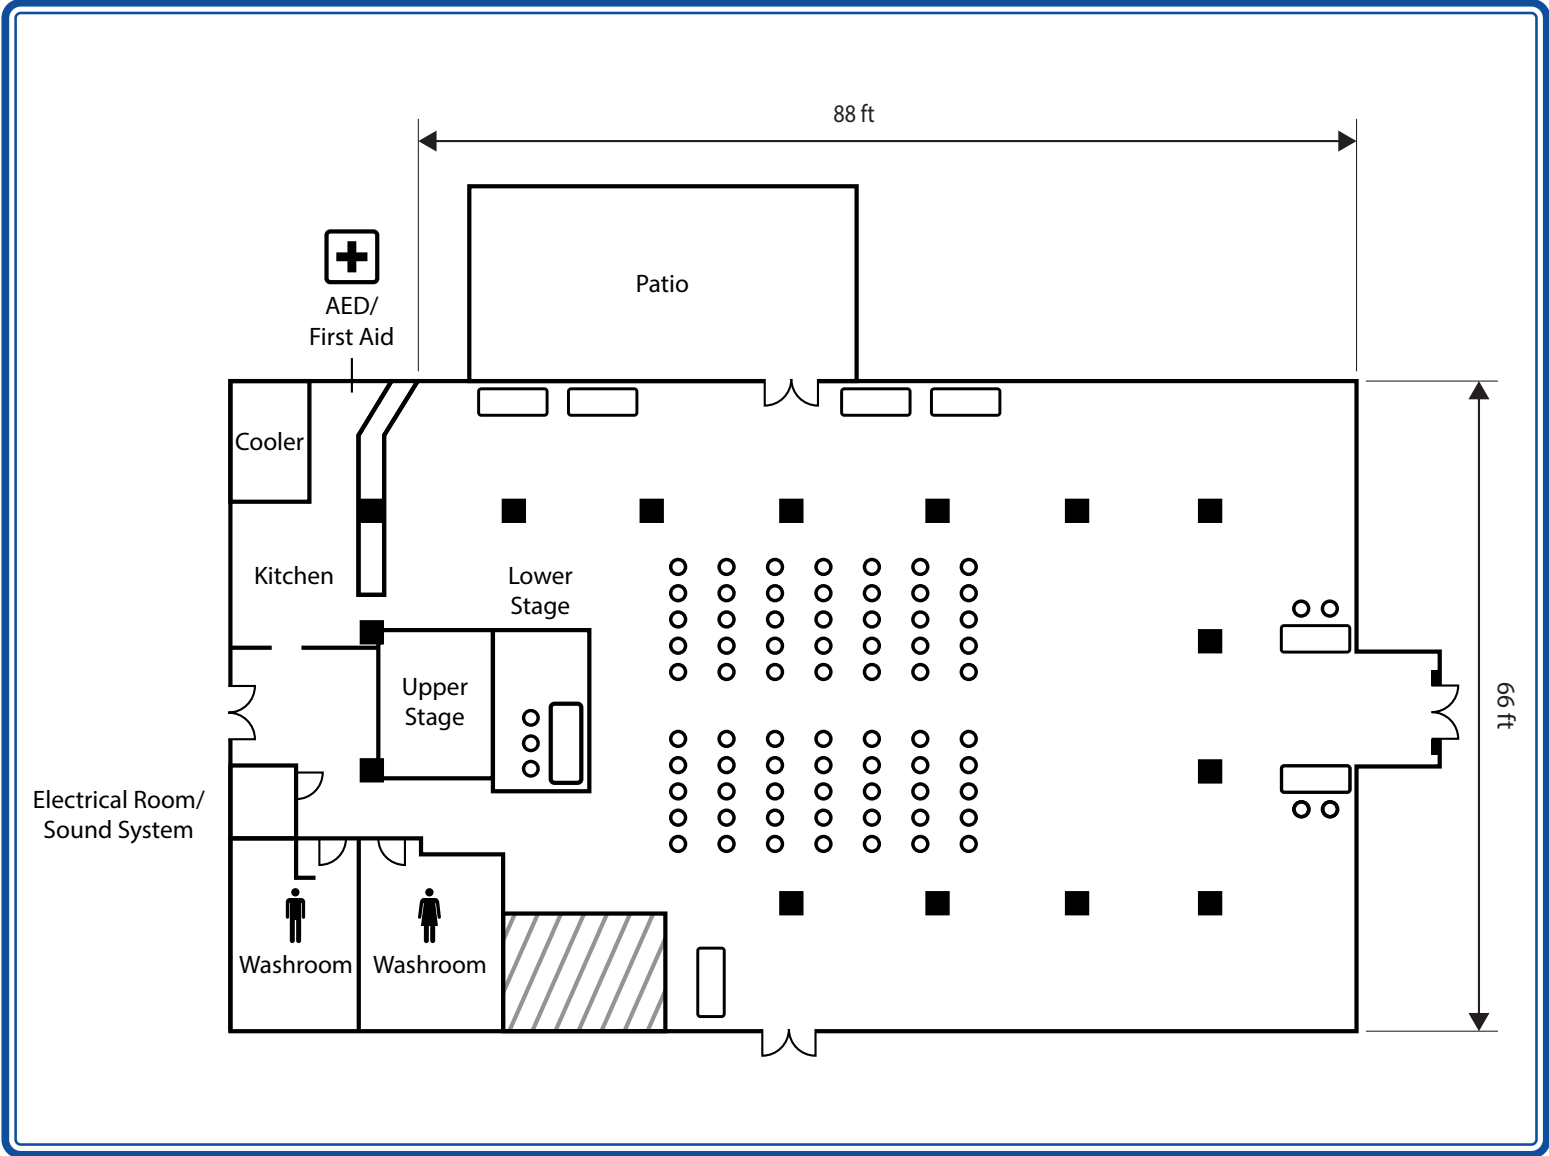 88 ft
Patio
AED/
First Aid
Cooler
Kitchen
Lower
Stage
Upper
Stage
66 ft
Electrical Room/
Sound System
Washroom
Washroom